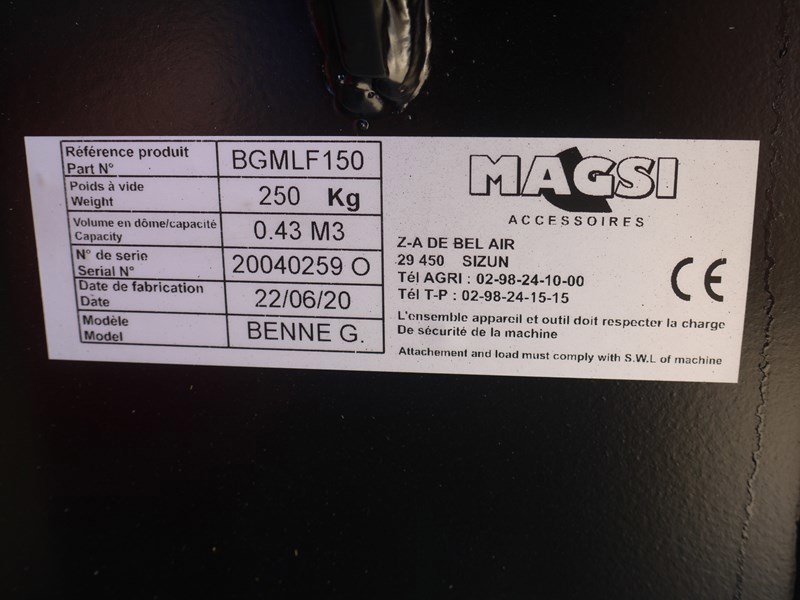 Référence produit
Part N°
BGMLF150
Poids à vide
Weight
250 Kg
Volume en dôme/capacité
Capacity
0.43 M3
N° de serie
Serial N°
20040259 O
Date de fabrication
Date
22/06/20
Modèle
Model
BENNE G.
MAGSI
ACCESSOIRES
Z-A DE BEL AIR
29 450 SIZUN
Tél AGRI : 02-98-24-10-00
Tél T-P : 02-98-24-15-15
CE
L'ensemble appareil et outil doit respecter la charge
De sécurité de la machine
Attachement and load must comply with S.W.L of machine